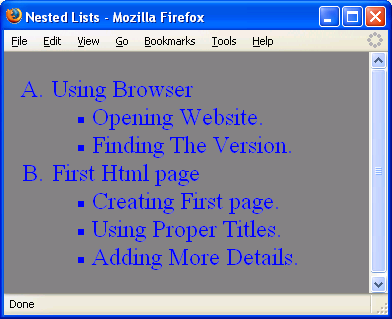 Nested Lists - Mozilla Firefox
File Edit View Go Bookmarks Tools Help
A. Using Browser
Opening Website.
Finding The Version.
B. First Html page
Creating First page.
Using Proper Titles.
Adding More Details.
Done